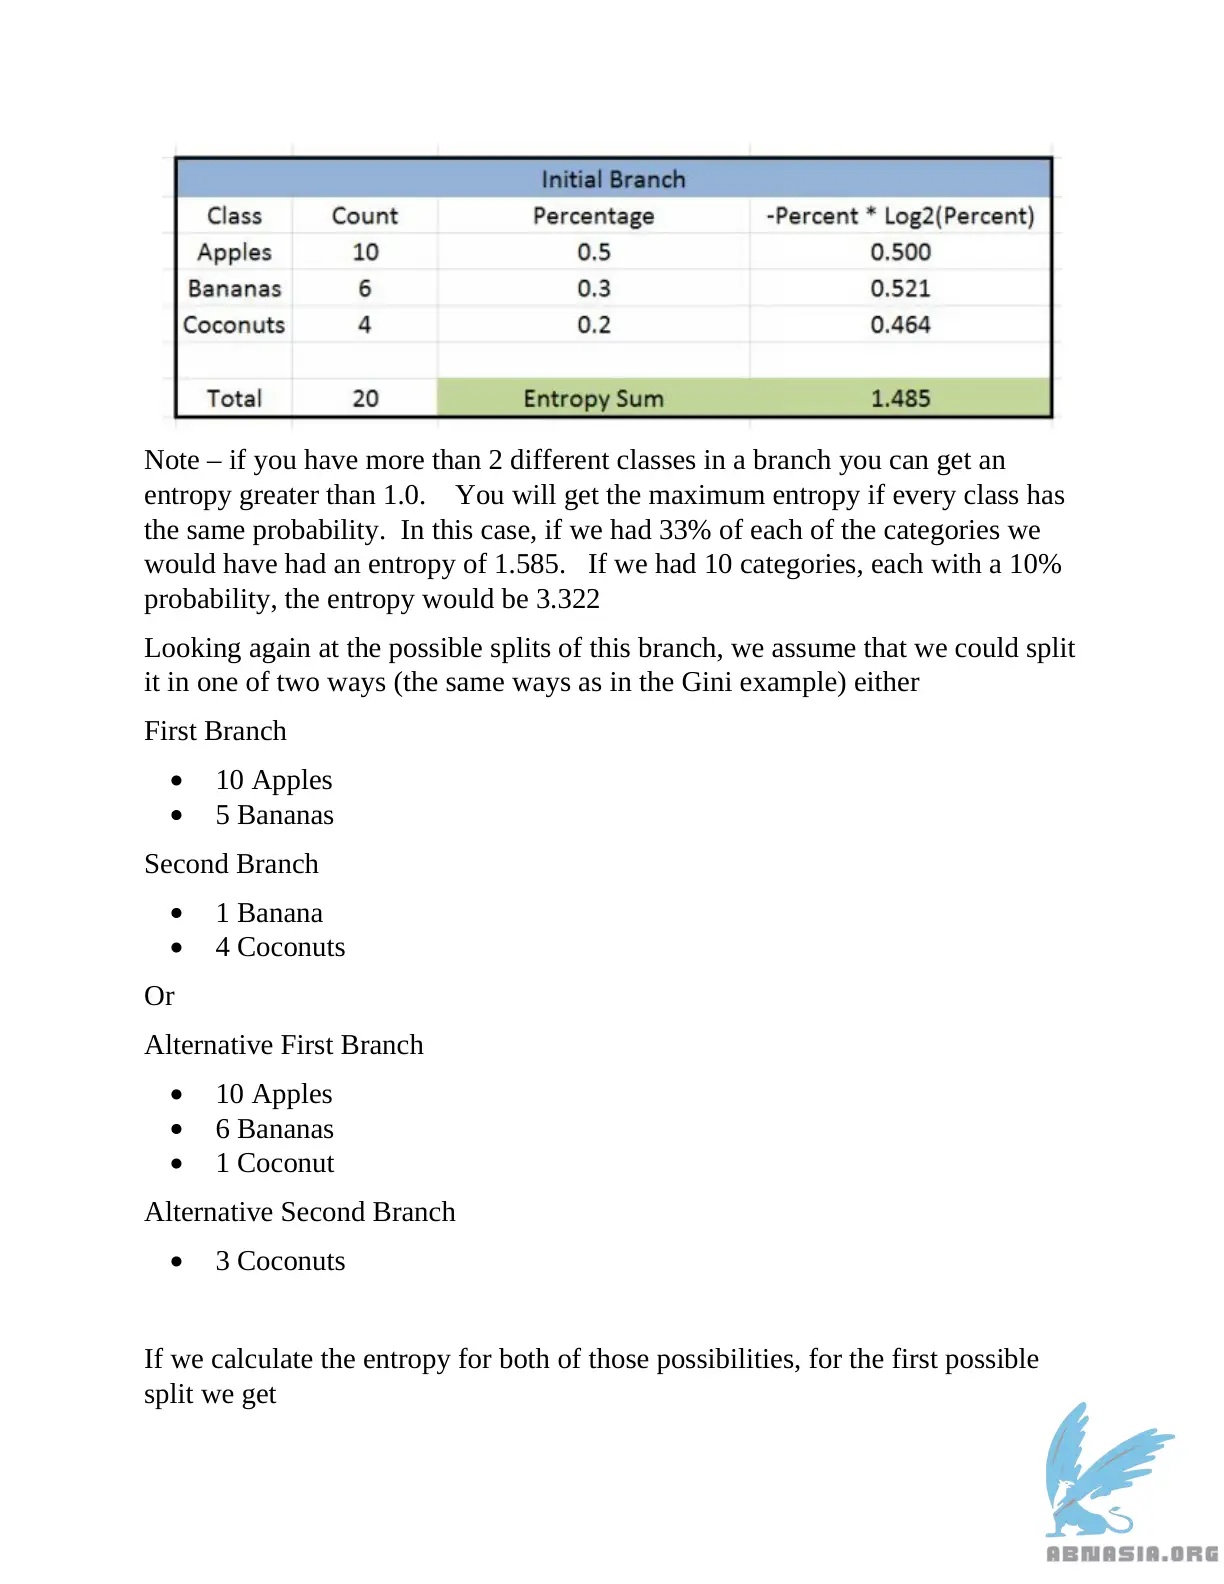 Initial Branch
Class Count Percentage -Percent * Log2(Percent)
Apples 10 0.5 0.500
Bananas 6 0.3 0.521
Coconuts 4 0.2 0.464
Total 20 Entropy Sum 1.485
Note – if you have more than 2 different classes in a branch you can get an
entropy greater than 1.0. You will get the maximum entropy if every class has
the same probability. In this case, if we had 33% of each of the categories we
would have had an entropy of 1.585. If we had 10 categories, each with a 10%
probability, the entropy would be 3.322
Looking again at the possible splits of this branch, we assume that we could split
it in one of two ways (the same ways as in the Gini example) either
First Branch
• 10 Apples
• 5 Bananas
Second Branch
• 1 Banana
• 4 Coconuts
Or
Alternative First Branch
• 10 Apples
• 6 Bananas
• 1 Coconut
Alternative Second Branch
• 3 Coconuts
If we calculate the entropy for both of those possibilities, for the first possible
split we get
ABNASIA.ORG